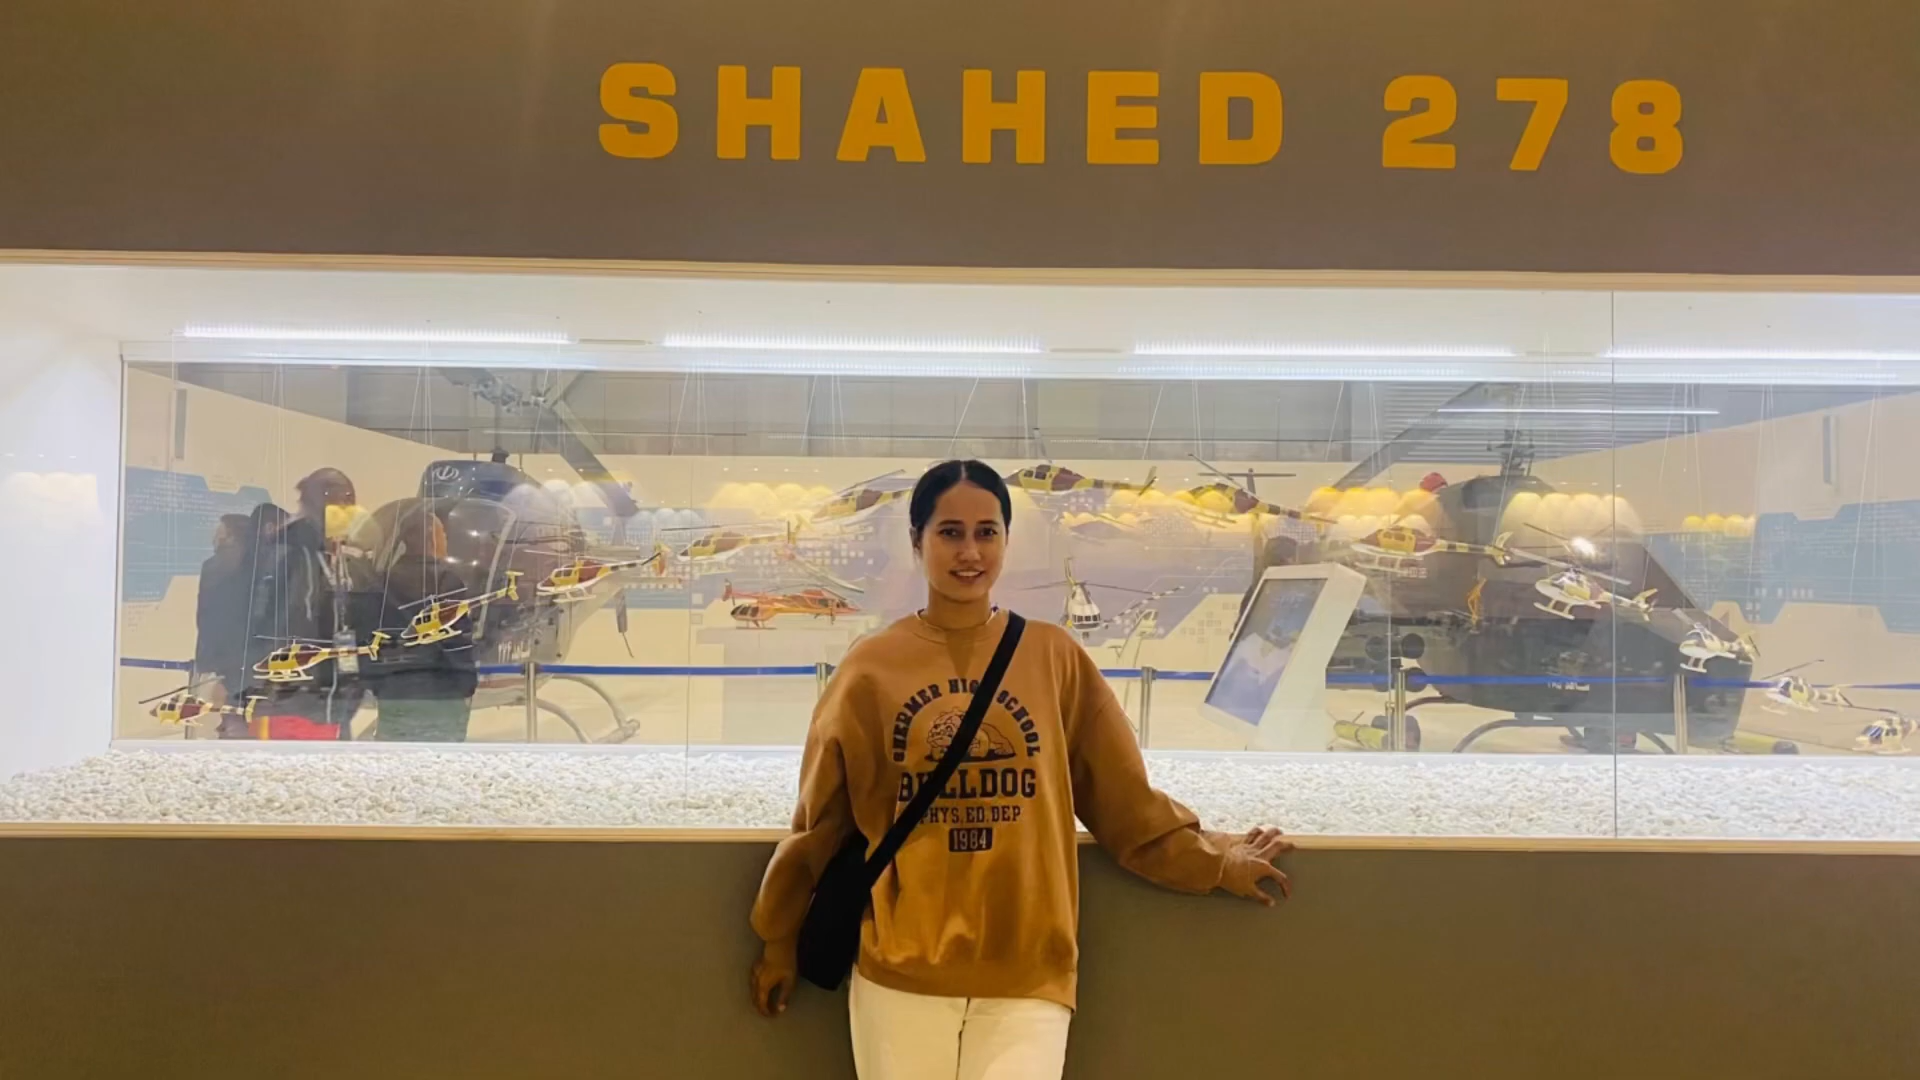 SHAHED 278
SHERMER HIGH SCHOOL
BULLDOG
PHYS.ED.DEP
1984